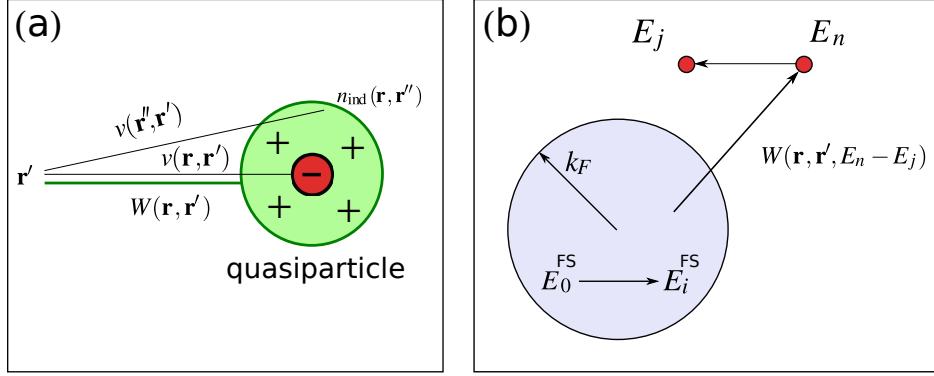 (a)
n_ind(r, r'')
v(r'', r')
v(r, r')
r'
W(r, r')
+ + + +
−
quasiparticle
(b)
E_j E_n
k_F
W(r, r', E_n − E_j)
E_0^FS E_i^FS